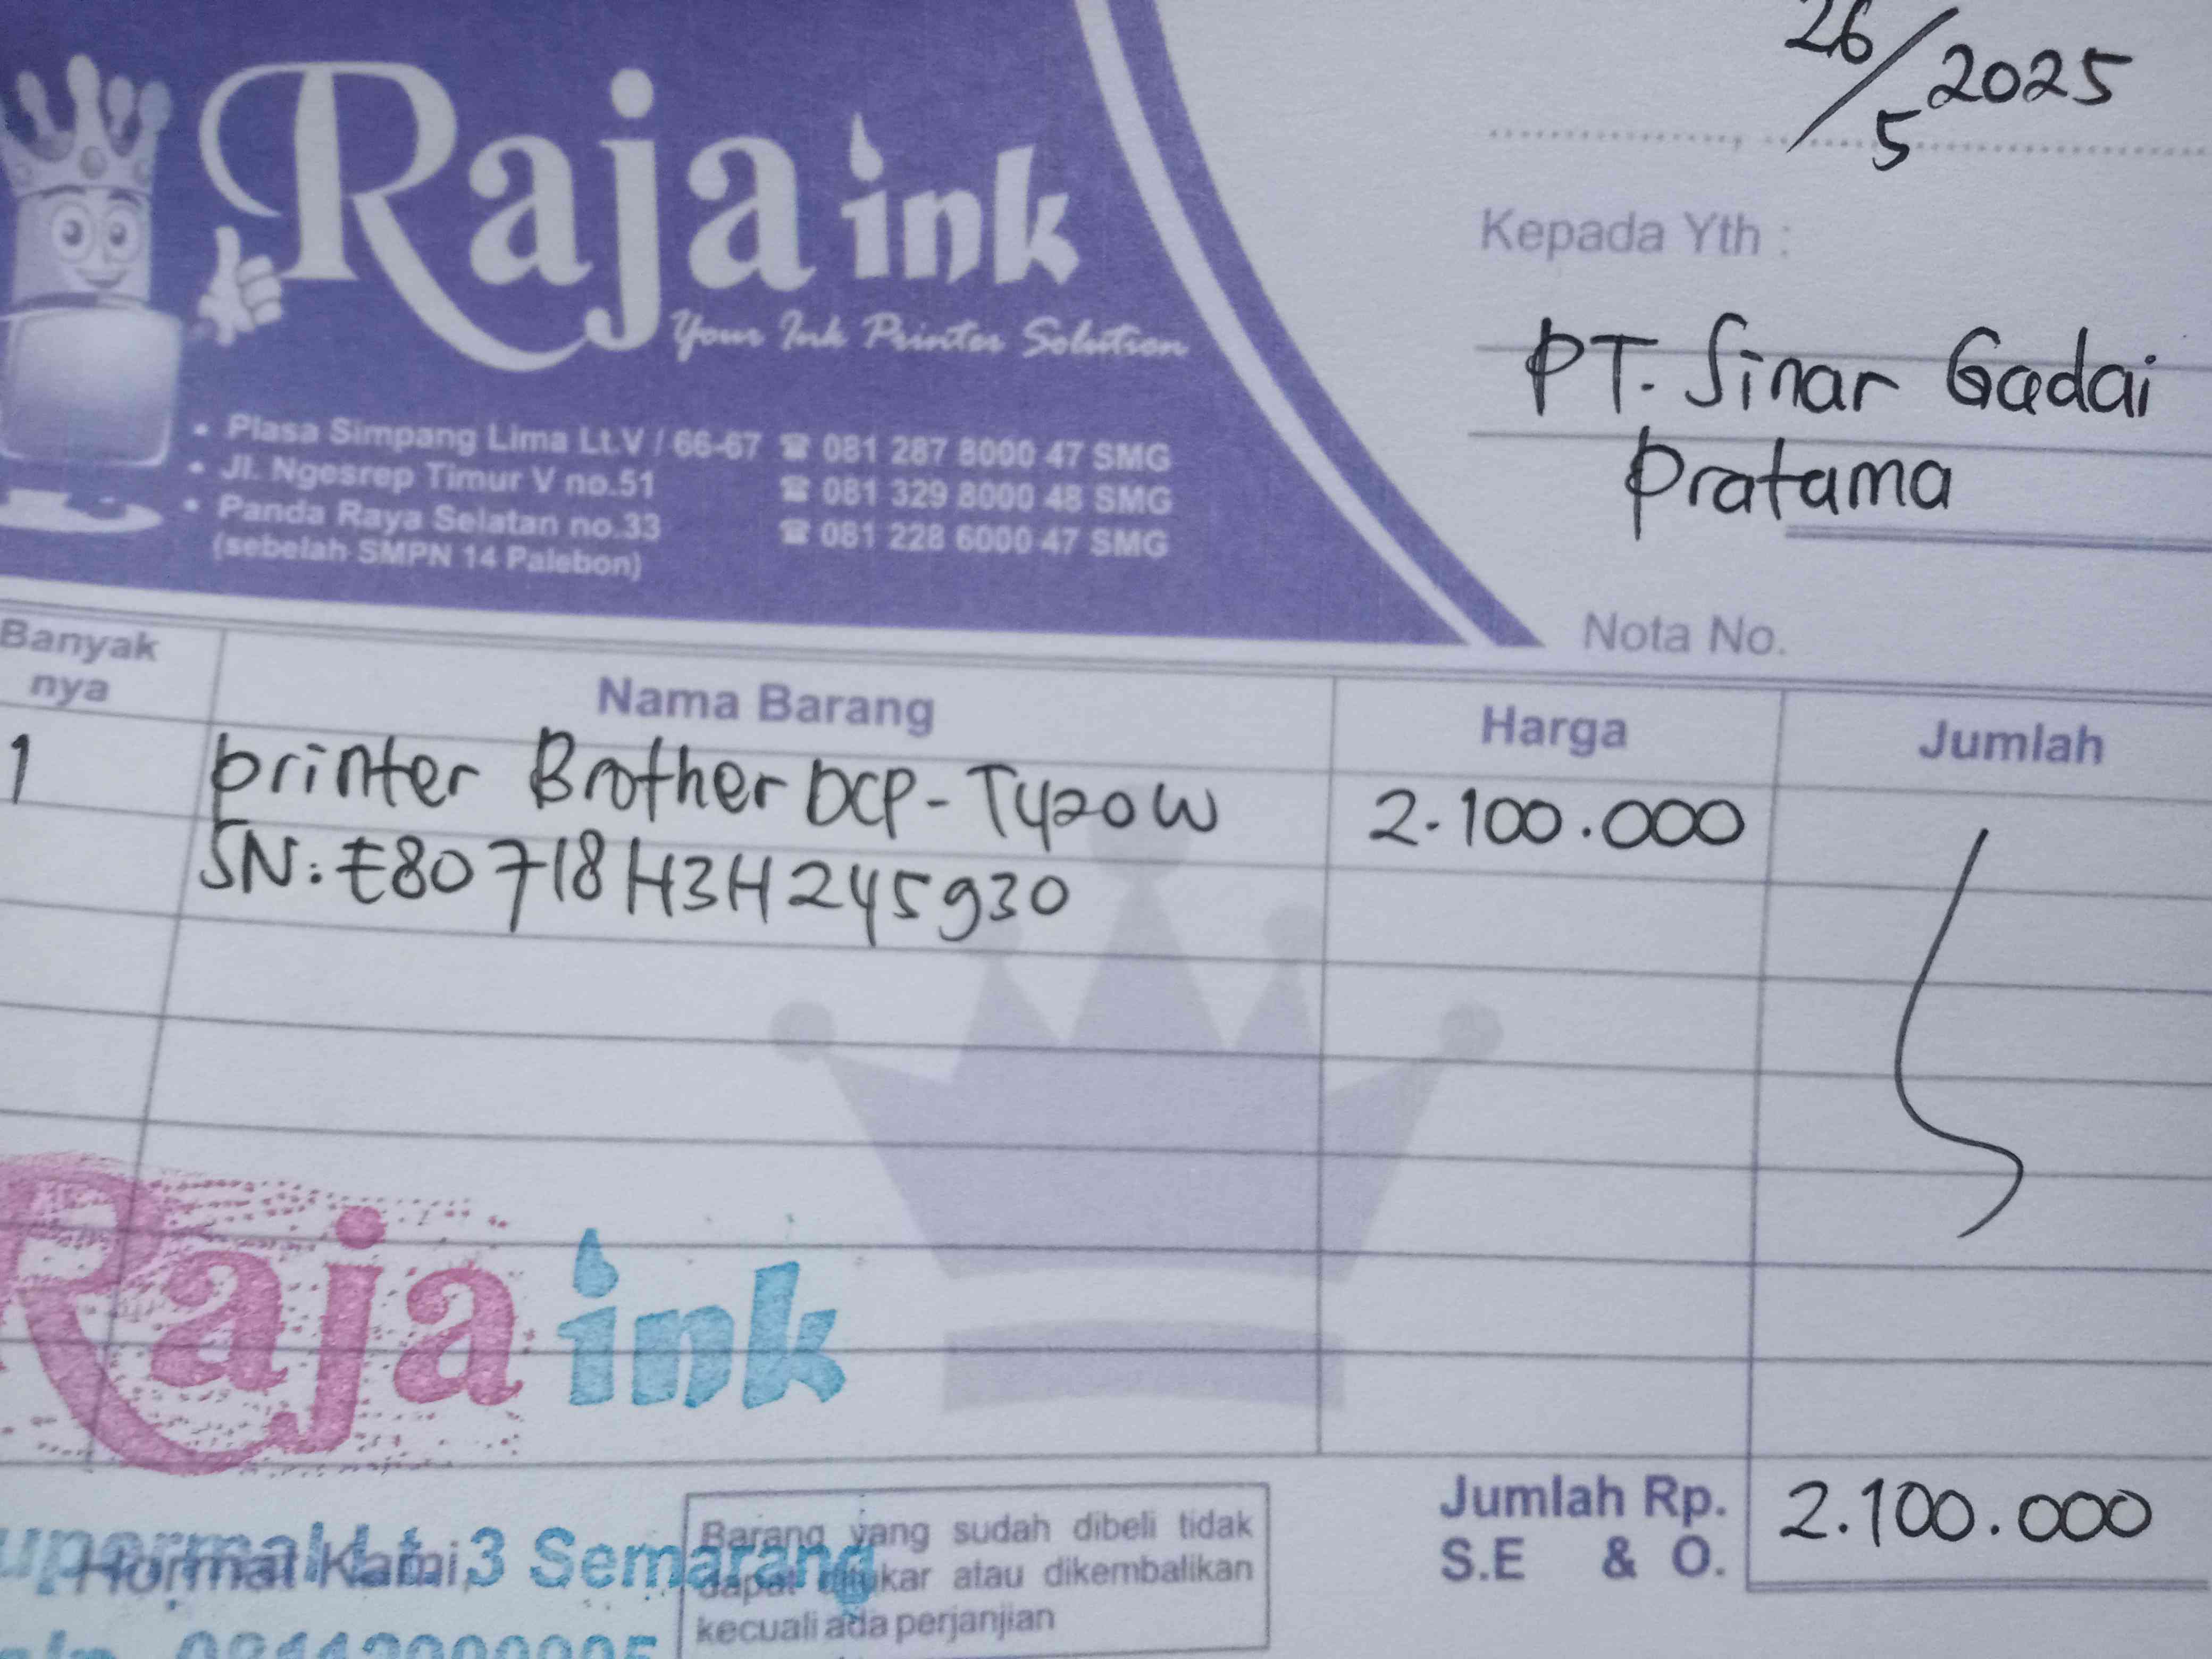 Raja ink
Your Ink Printer Solution
• Plasa Simpang Lima Lt.V / 66-67 ☎ 081 287 8000 47 SMG
• Jl. Ngesrep Timur V no.51 ☎ 081 329 8000 48 SMG
• Panda Raya Selatan no.33 ☎ 081 228 6000 47 SMG
(sebelah SMPN 14 Palebon)
26/5 2025
Kepada Yth :
PT. Sinar Gadai
Pratama
Nota No.
Banyak nya Nama Barang Harga Jumlah
1 printer Brother DCP-T420W 2.100.000
SN: E80718H3H245930
Raja ink
Jumlah Rp. 2.100.000
S.E & O.
Hormat Kami,
Lt. 3 Semarang
Barang yang sudah dibeli tidak
dapat ditukar atau dikembalikan
kecuali ada perjanjian